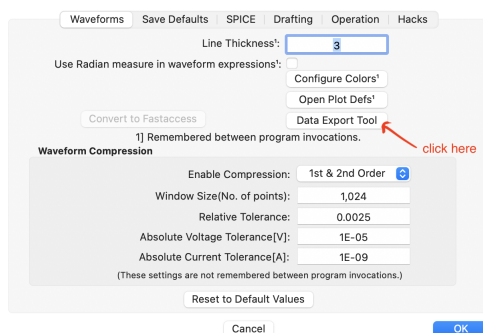 Waveforms Save Defaults SPICE Drafting Operation Hacks
Line Thickness¹: 3
Use Radian measure in waveform expressions¹:
Configure Colors¹
Open Plot Defs¹
Convert to Fastaccess Data Export Tool
1] Remembered between program invocations.
click here
Waveform Compression
Enable Compression: 1st & 2nd Order
Window Size(No. of points): 1,024
Relative Tolerance: 0.0025
Absolute Voltage Tolerance[V]: 1E-05
Absolute Current Tolerance[A]: 1E-09
(These settings are not remembered between program invocations.)
Reset to Default Values
Cancel OK